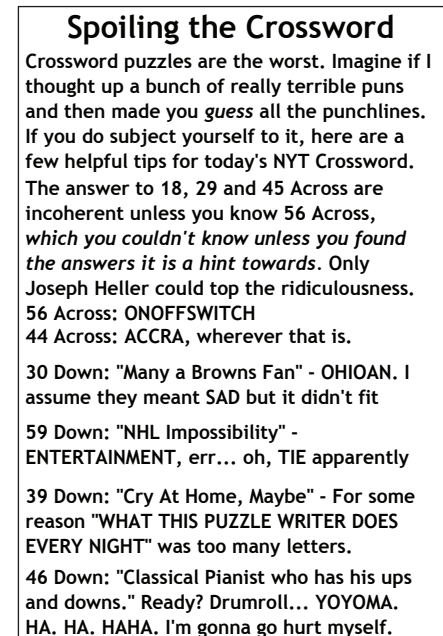 Spoiling the Crossword
Crossword puzzles are the worst. Imagine if I
thought up a bunch of really terrible puns
and then made you guess all the punchlines.
If you do subject yourself to it, here are a
few helpful tips for today's NYT Crossword.
The answer to 18, 29 and 45 Across are
incoherent unless you know 56 Across,
which you couldn't know unless you found
the answers it is a hint towards. Only
Joseph Heller could top the ridiculousness.
56 Across: ONOFFSWITCH
44 Across: ACCRA, wherever that is.
30 Down: "Many a Browns Fan" - OHIOAN. I
assume they meant SAD but it didn't fit
59 Down: "NHL Impossibility" -
ENTERTAINMENT, err... oh, TIE apparently
39 Down: "Cry At Home, Maybe" - For some
reason "WHAT THIS PUZZLE WRITER DOES
EVERY NIGHT" was too many letters.
46 Down: "Classical Pianist who has his ups
and downs." Ready? Drumroll... YOYOMA.
HA. HA. HAHA. I'm gonna go hurt myself.